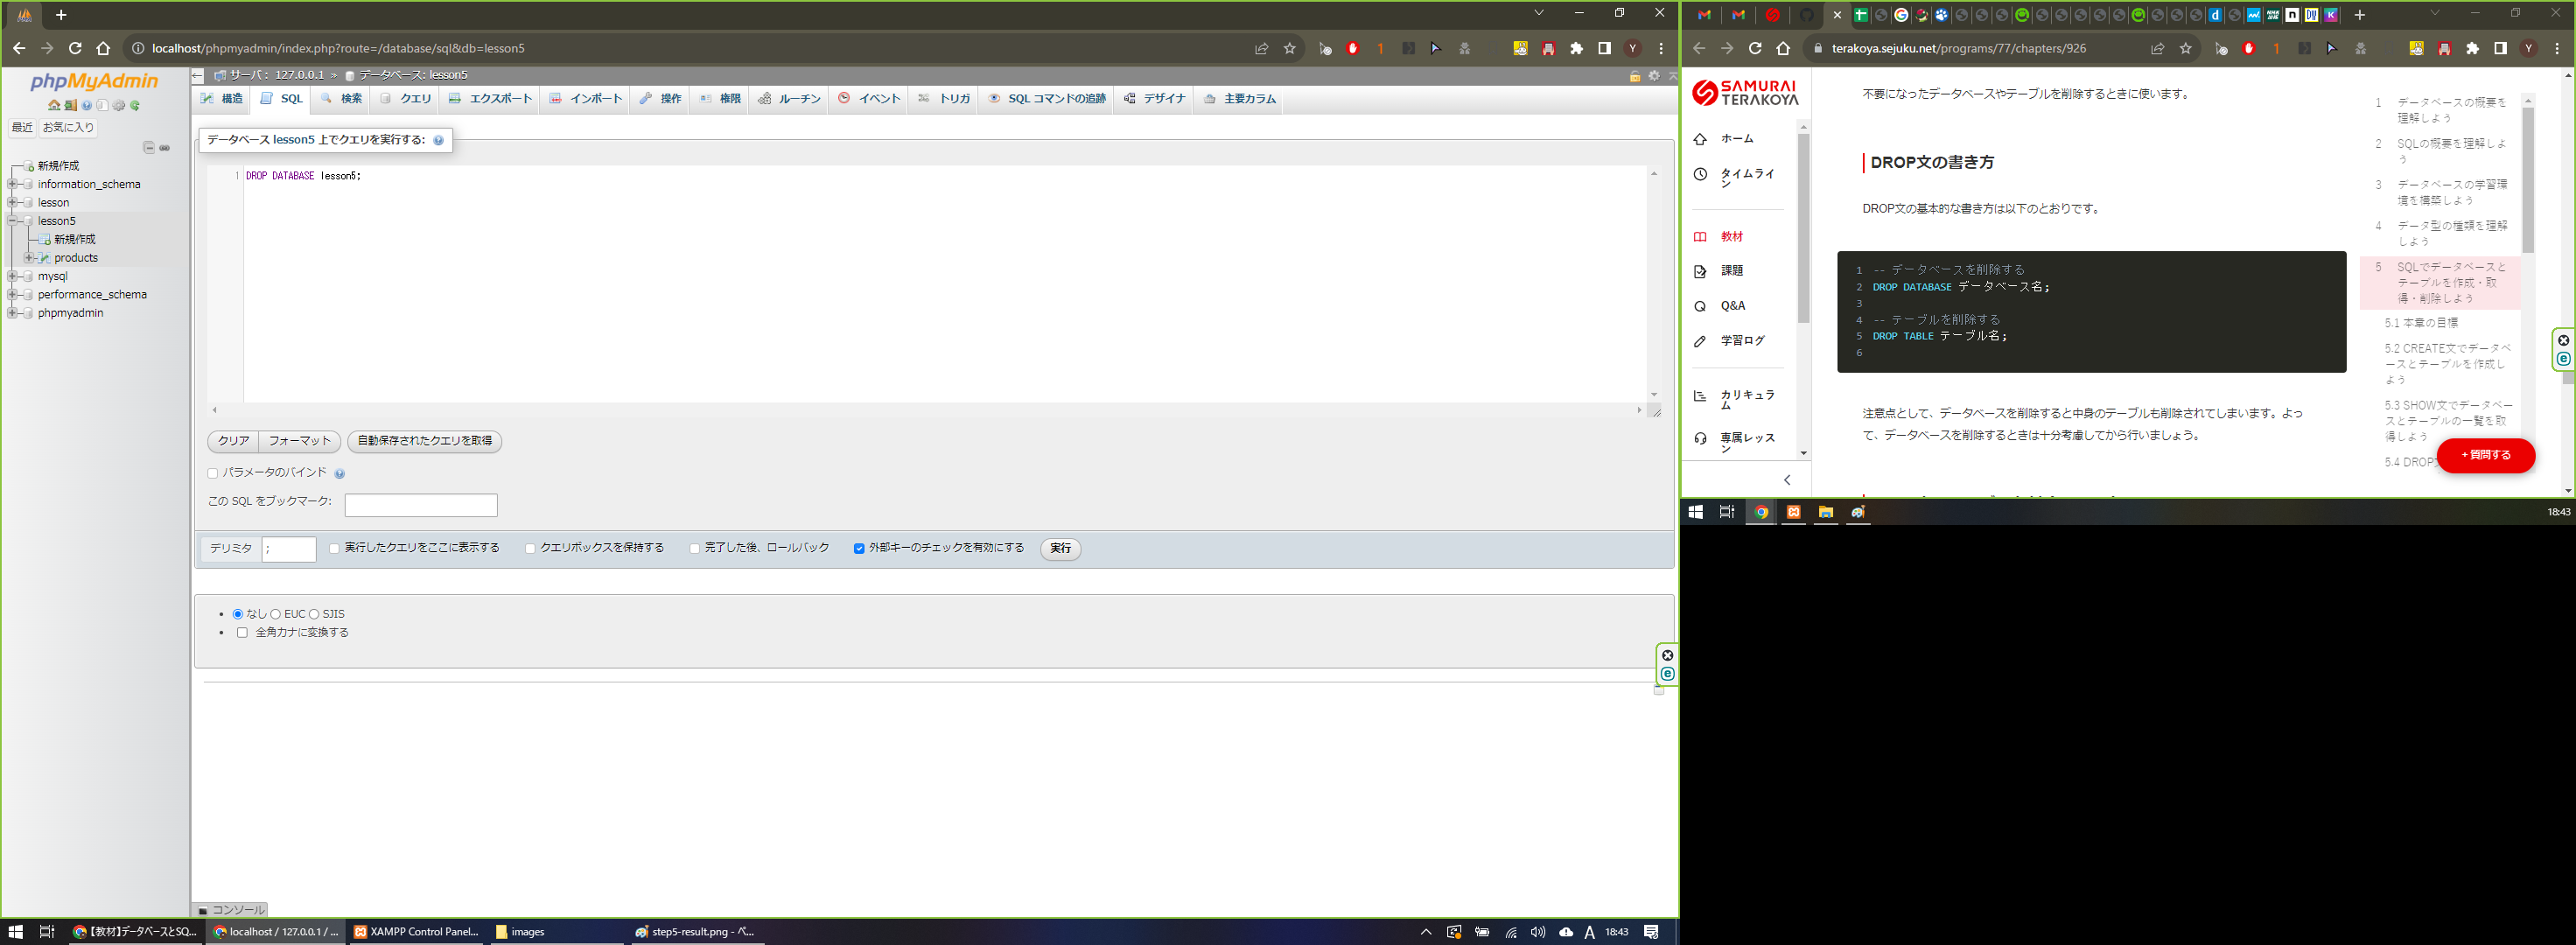 localhost/phpmyadmin/index.php?route=/database/sql&db=lesson5
phpMyAdmin
最近 お気に入り
新規作成
information_schema
lesson
lesson5
新規作成
products
mysql
performance_schema
phpmyadmin
サーバ: 127.0.0.1 » データベース: lesson5
構造 SQL 検索 クエリ エクスポート インポート 操作 権限 ルーチン イベント トリガ SQL コマンドの追跡 デザイナ 主要カラム
データベース lesson5 上でクエリを実行する:
1 DROP DATABASE lesson5;
クリア フォーマット 自動保存されたクエリを取得
パラメータのバインド
この SQL をブックマーク:
デリミタ ; 実行したクエリをここに表示する クエリボックスを保持する 完了した後、ロールバック 外部キーのチェックを有効にする 実行
なし EUC SJIS
全角カナに変換する
コンソール
【教材】データベースとSQ... localhost / 127.0.0.1 / ... XAMPP Control Panel... images step5-result.png - ペ... A 18:43
terakoya.sejuku.net/programs/77/chapters/926
SAMURAI
TERAKOYA
ホーム
タイムライ
ン
教材
課題
Q&A
学習ログ
カリキュラ
ム
専属レッス
ン
不要になったデータベースやテーブルを削除するときに使います。
DROP文の書き方
DROP文の基本的な書き方は以下のとおりです。
1 -- データベースを削除する
2 DROP DATABASE データベース名;
3
4 -- テーブルを削除する
5 DROP TABLE テーブル名;
6
注意点として、データベースを削除すると中身のテーブルも削除されてしまいます。よっ
て、データベースを削除するときは十分考慮してから行いましょう。
1 データベースの概要を
理解しよう
2 SQLの概要を理解しよ
う
3 データベースの学習環
境を構築しよう
4 データ型の種類を理解
しよう
5 SQLでデータベースと
テーブルを作成・取
得・削除しよう
5.1 本章の目標
5.2 CREATE文でデータベ
ースとテーブルを作成し
よう
5.3 SHOW文でデータベー
スとテーブルの一覧を取
得しよう
5.4 DROP
+ 質問する
18:43